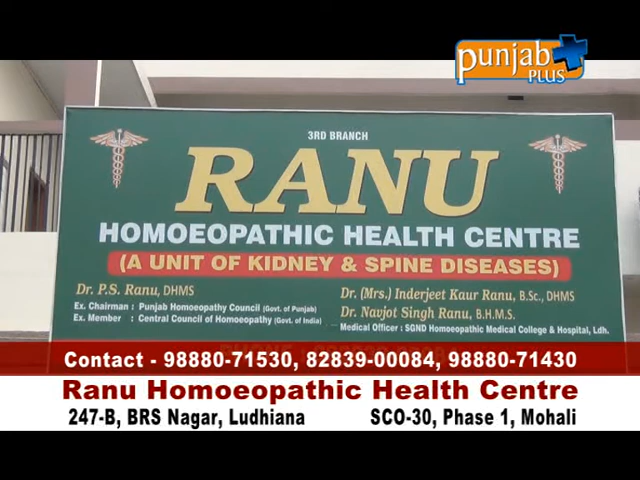 punjab
PLUS
3RD BRANCH
RANU
HOMOEOPATHIC HEALTH CENTRE
(A UNIT OF KIDNEY & SPINE DISEASES)
Dr. P.S. Ranu, DHMS
Ex. Chairman : Punjab Homoeopathy Council (Govt. of Punjab)
Ex. Member : Central Council of Homoeopathy (Govt. of India)
Dr. (Mrs.) Inderjeet Kaur Ranu, B.Sc., DHMS
Dr. Navjot Singh Ranu, B.H.M.S.
Medical Officer : SGND Homoeopathic Medical College & Hospital, Ldh.
Contact - 98880-71530, 82839-00084, 98880-71430
Ranu Homoeopathic Health Centre
247-B, BRS Nagar, Ludhiana SCO-30, Phase 1, Mohali